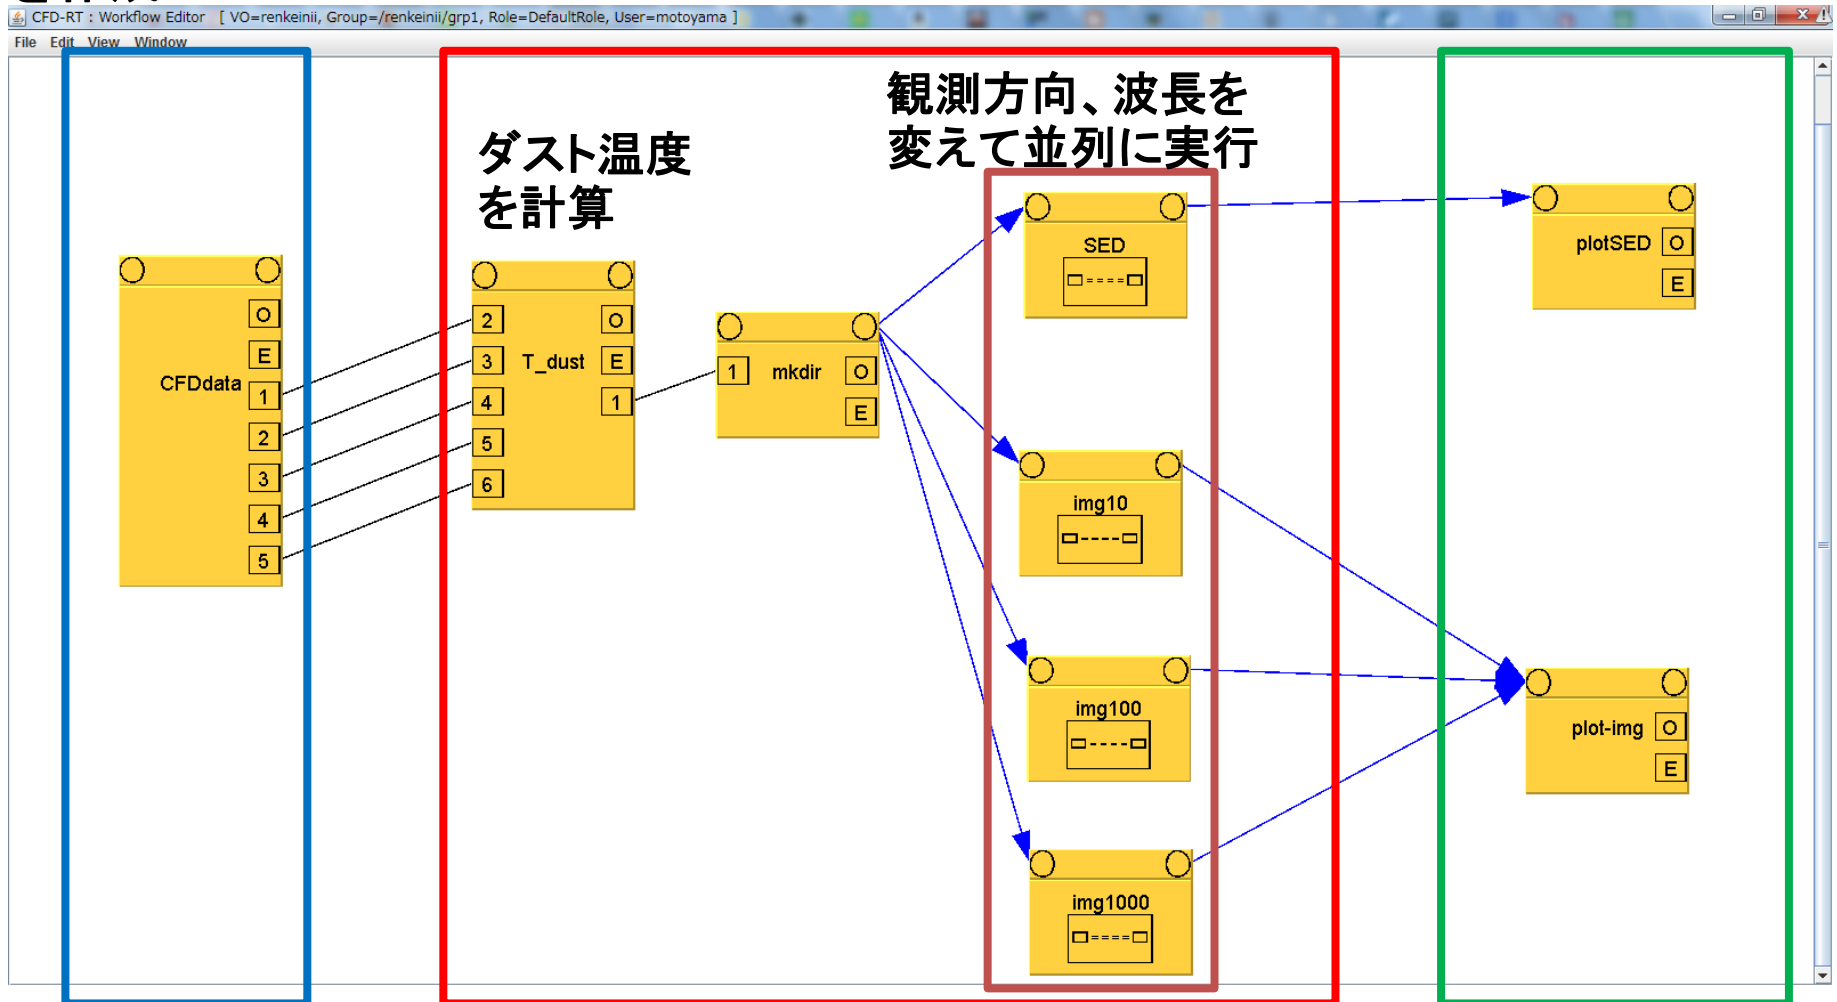 CFD-RT : Workflow Editor [ VO=renkeinii, Group=/renkeinii/grp1, Role=DefaultRole, User=motoyama ]
File Edit View Window
観測方向、波長を
変えて並列に実行
ダスト温度
を計算
CFDdata
O
E
1
2
3
4
5
T_dust
2
3
4
5
6
O
E
1
mkdir
1
O
E
SED
img10
img100
img1000
plotSED
O
E
plot-img
O
E